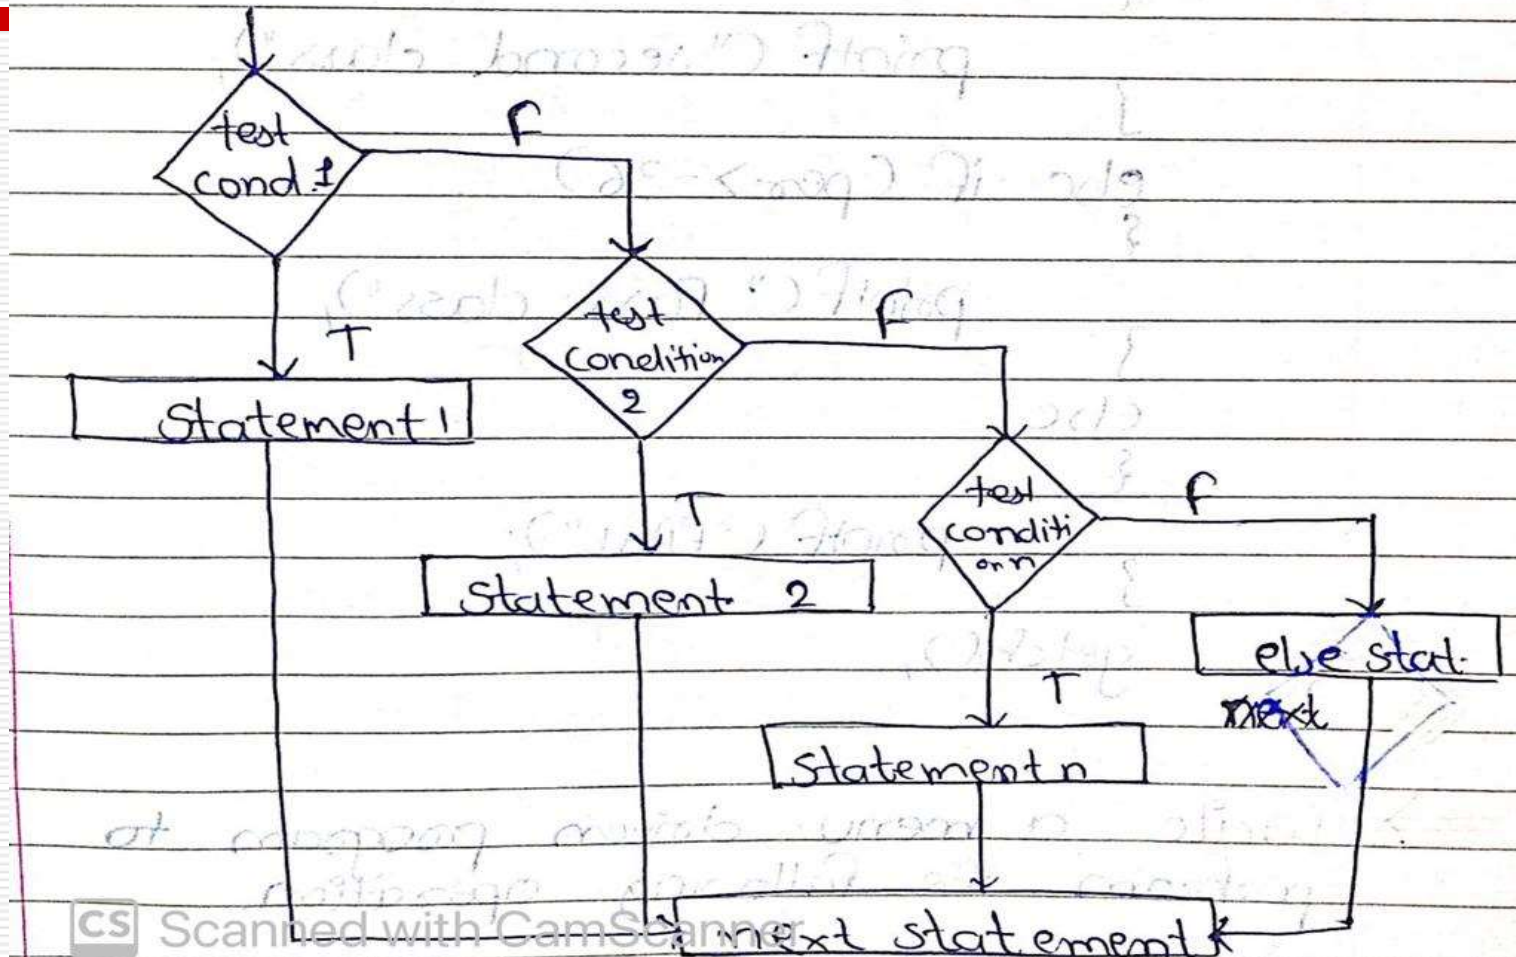 F
test
cond.1
T
Statement 1
F
test
condition
2
T
Statement 2
F
test
conditi
on n
T
Statement n
else stat.
next
next statement
CS Scanned with CamScanner